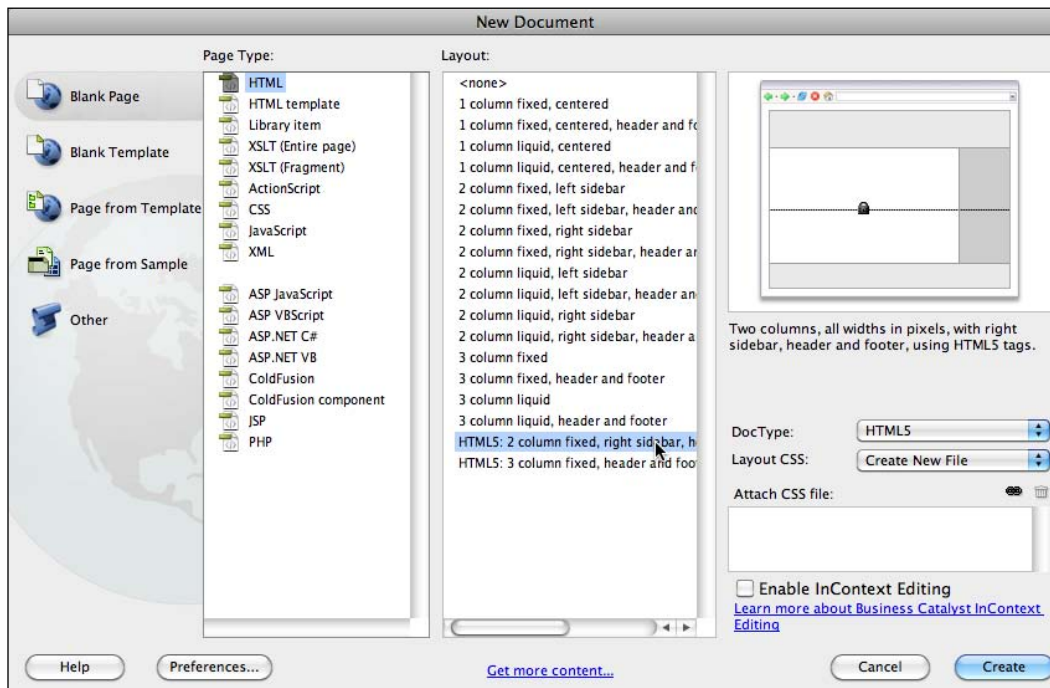 New Document
Page Type:
Layout:
Blank Page
Blank Template
Page from Template
Page from Sample
Other
HTML
HTML template
Library item
XSLT (Entire page)
XSLT (Fragment)
ActionScript
CSS
JavaScript
XML
ASP JavaScript
ASP VBScript
ASP.NET C#
ASP.NET VB
ColdFusion
ColdFusion component
JSP
PHP
<none>
1 column fixed, centered
1 column fixed, centered, header and fo
1 column liquid, centered
1 column liquid, centered, header and f
2 column fixed, left sidebar
2 column fixed, left sidebar, header and
2 column fixed, right sidebar
2 column fixed, right sidebar, header ar
2 column liquid, left sidebar
2 column liquid, left sidebar, header an
2 column liquid, right sidebar
2 column liquid, right sidebar, header a
3 column fixed
3 column fixed, header and footer
3 column liquid
3 column liquid, header and footer
HTML5: 2 column fixed, right sidebar, h
HTML5: 3 column fixed, header and foo
Two columns, all widths in pixels, with right
sidebar, header and footer, using HTML5 tags.
DocType:
HTML5
Layout CSS:
Create New File
Attach CSS file:
Enable InContext Editing
Learn more about Business Catalyst InContext
Editing
Help
Preferences...
Get more content...
Cancel
Create